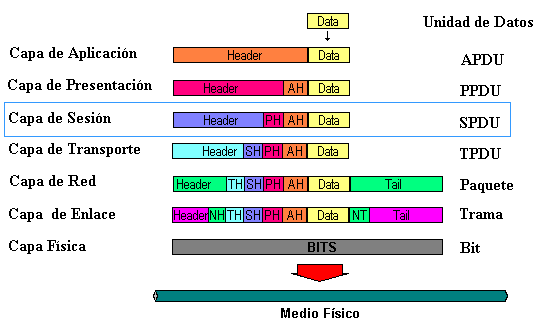 Data Unidad de Datos
Capa de Aplicación Header Data APDU
Capa de Presentación Header AH Data PPDU
Capa de Sesión Header PH AH Data SPDU
Capa de Transporte Header SH PH AH Data TPDU
Capa de Red Header TH SH PH AH Data Tail Paquete
Capa de Enlace Header NH TH SH PH AH Data NT Tail Trama
Capa Física BITS Bit
Medio Físico